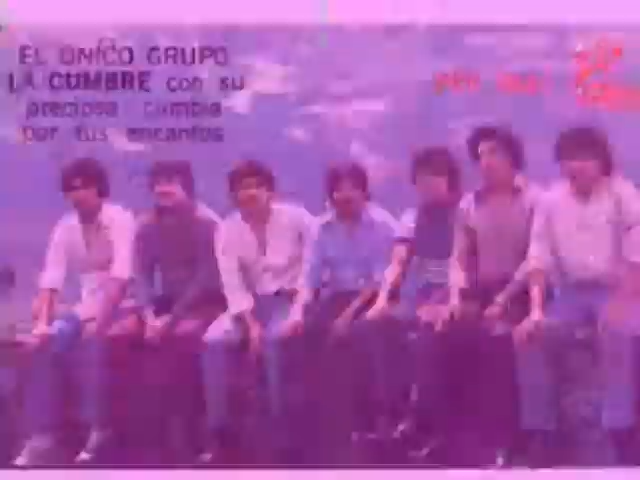 EL UNICO GRUPO
LA CUMBRE con su
preciosa cumbia
por tus encantos